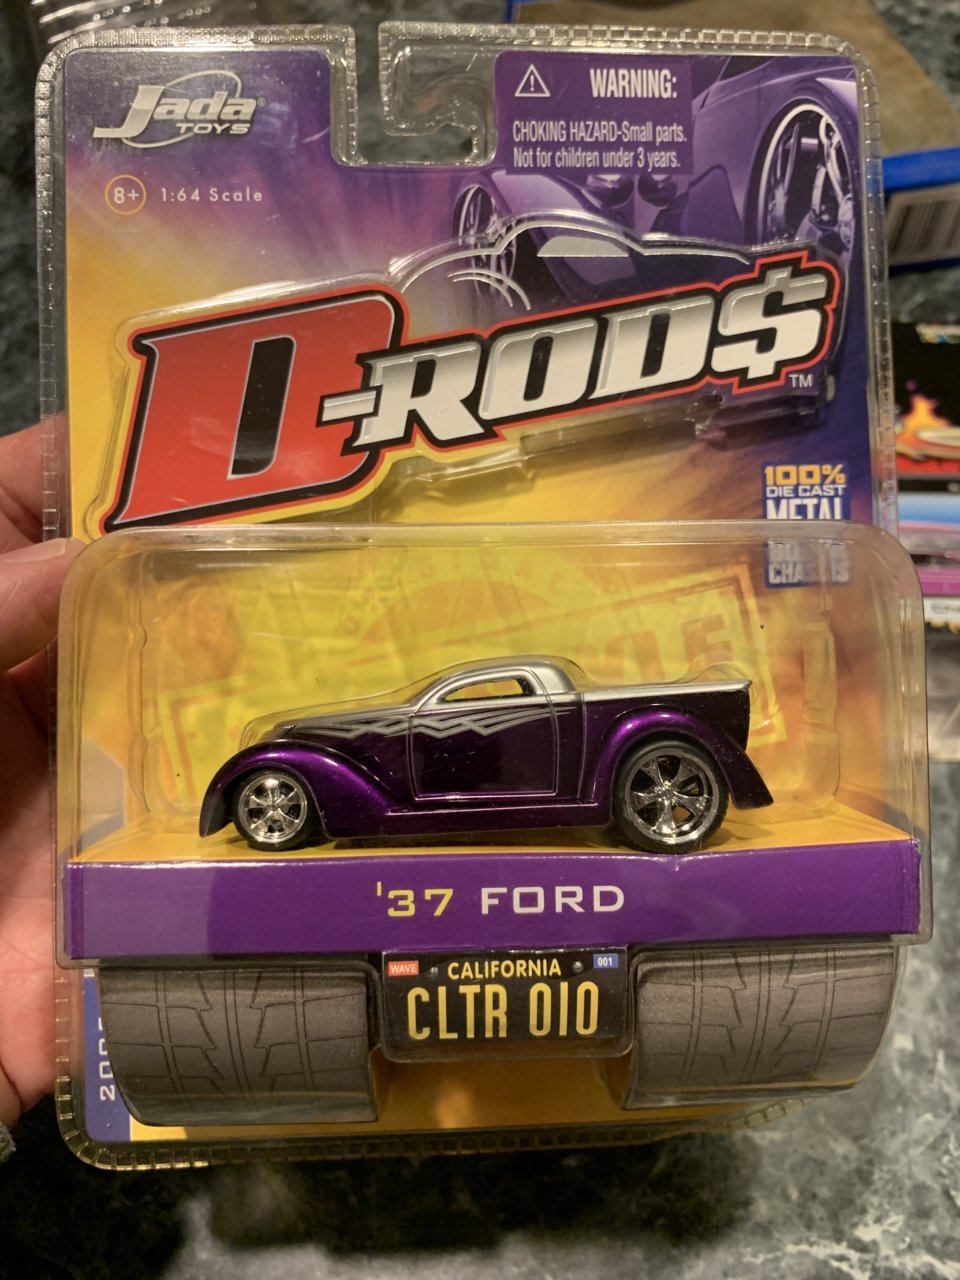 Jada®
TOYS
WARNING:
CHOKING HAZARD-Small parts.
Not for children under 3 years.
8+ 1:64 Scale
D-ROD$
TM
100%
DIE CAST
METAL
'37 FORD
WAVE CALIFORNIA 001
CLTR 010